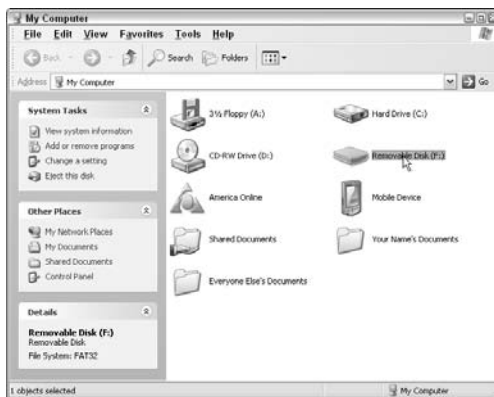 My Computer
File Edit View Favorites Tools Help
Back Search Folders
Address My Computer Go
System Tasks
View system information
Add or remove programs
Change a setting
Eject this disk
Other Places
My Network Places
My Documents
Shared Documents
Control Panel
Details
Removable Disk (F:)
Removable Disk
File System: FAT32
3½ Floppy (A:)
Hard Drive (C:)
CD-RW Drive (D:)
Removable Disk (F:)
America Online
Mobile Device
Shared Documents
Your Name's Documents
Everyone Else's Documents
1 objects selected
My Computer